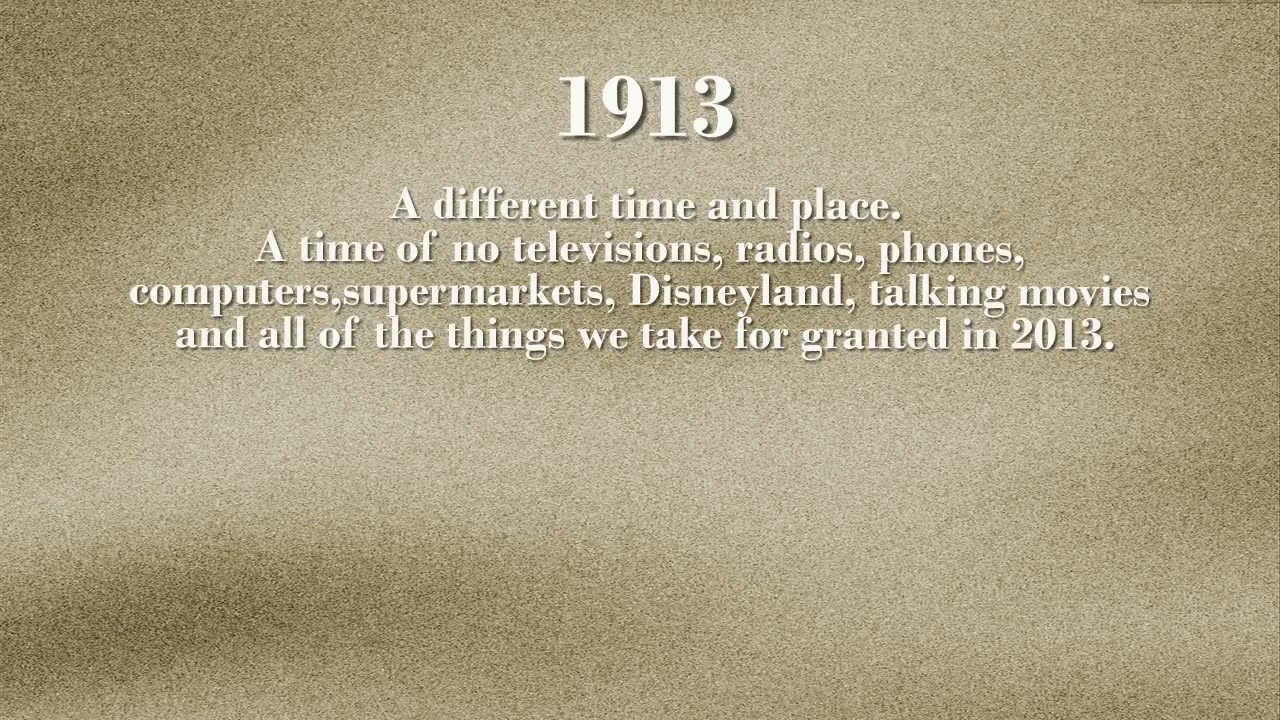 1913
A different time and place.
A time of no televisions, radios, phones,
computers,supermarkets, Disneyland, talking movies
and all of the things we take for granted in 2013.